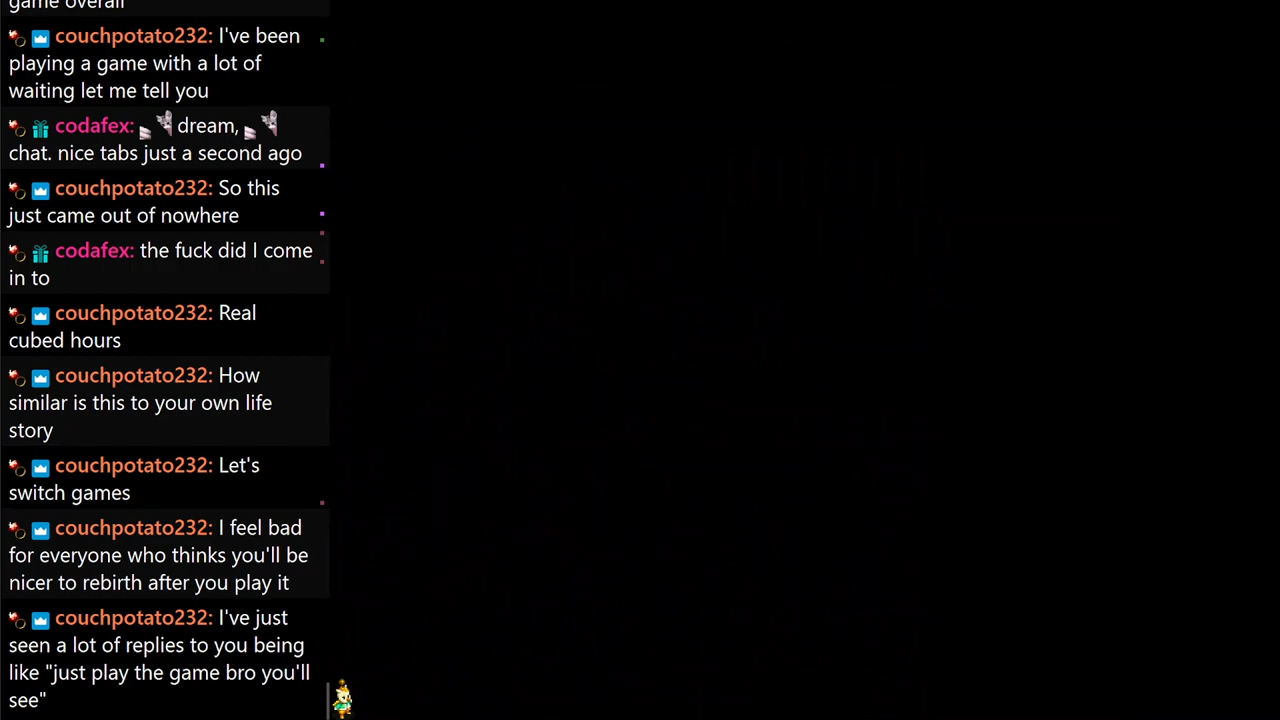 game overall
couchpotato232: I've been
playing a game with a lot of
waiting let me tell you
codafex: dream,
chat. nice tabs just a second ago
couchpotato232: So this
just came out of nowhere
codafex: the fuck did I come
in to
couchpotato232: Real
cubed hours
couchpotato232: How
similar is this to your own life
story
couchpotato232: Let's
switch games
couchpotato232: I feel bad
for everyone who thinks you'll be
nicer to rebirth after you play it
couchpotato232: I've just
seen a lot of replies to you being
like "just play the game bro you'll
see"